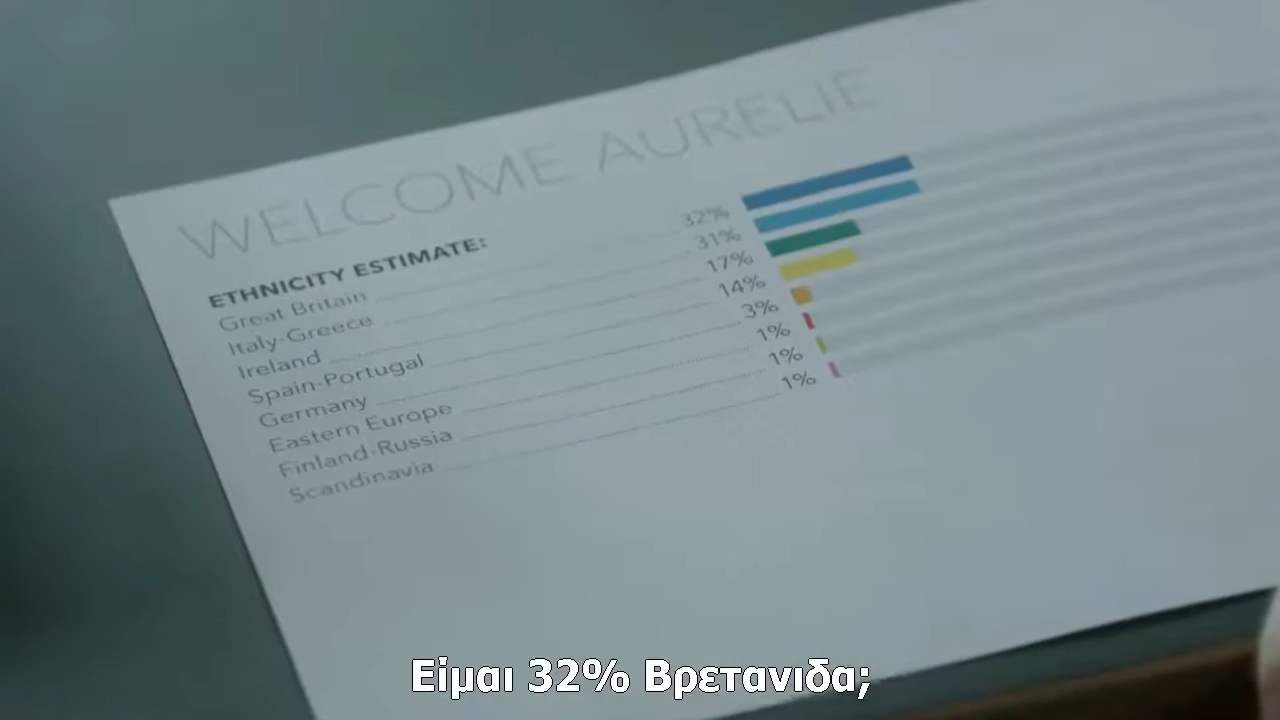 WELCOME AURELIE
ETHNICITY ESTIMATE:
Great Britain 32%
Italy-Greece 31%
Ireland 17%
Spain-Portugal 14%
Germany 3%
Eastern Europe 1%
Finland-Russia 1%
Scandinavia 1%
Είμαι 32% Βρετανιδα;